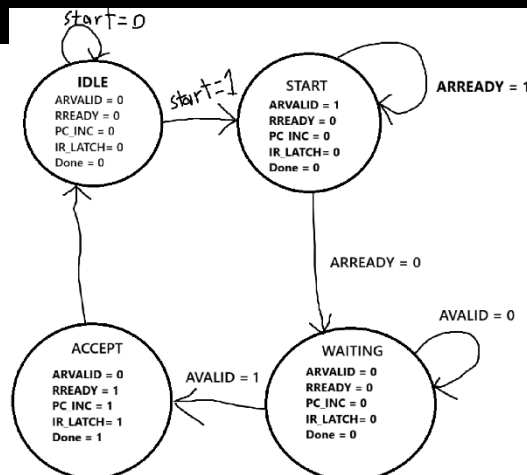 start=0
IDLE
ARVALID = 0
RREADY = 0
PC_INC = 0
IR_LATCH= 0
Done = 0
start=1
START
ARVALID = 1
RREADY = 0
PC INC = 0
IR_LATCH= 0
Done = 0
ARREADY = 1
ARREADY = 0
ACCEPT
ARVALID = 0
RREADY = 1
PC_INC = 1
IR_LATCH= 1
Done = 1
AVALID = 1
WAITING
ARVALID = 0
RREADY = 0
PC_INC = 0
IR_LATCH= 0
Done = 0
AVALID = 0